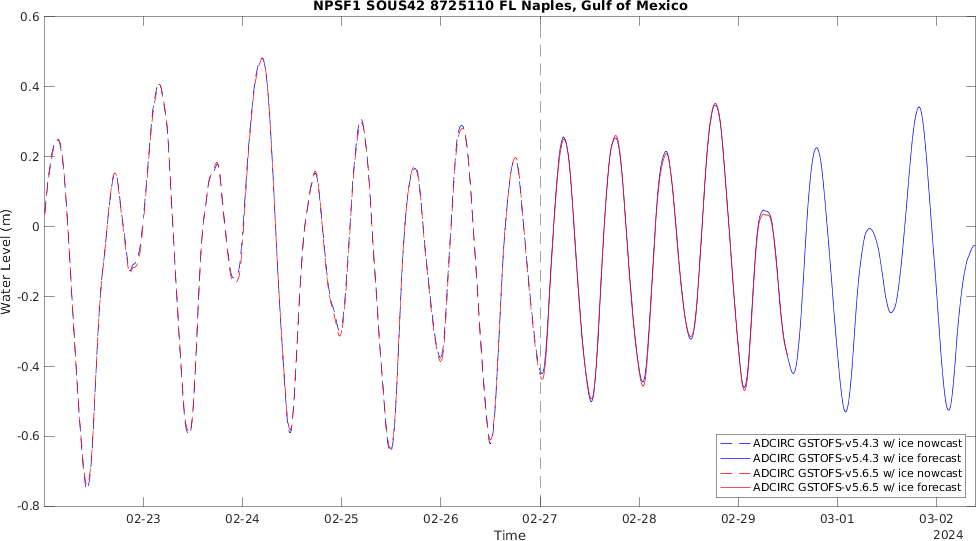 NPSF1 SOUS42 8725110 FL Naples, Gulf of Mexico
0.6
0.4
0.2
0
-0.2
-0.4
-0.6
-0.8
Water Level (m)
02-23 02-24 02-25 02-26 02-27 02-28 02-29 03-01 03-02
2024
Time
ADCIRC GSTOFS-v5.4.3 w/ ice nowcast
ADCIRC GSTOFS-v5.4.3 w/ ice forecast
ADCIRC GSTOFS-v5.6.5 w/ ice nowcast
ADCIRC GSTOFS-v5.6.5 w/ ice forecast